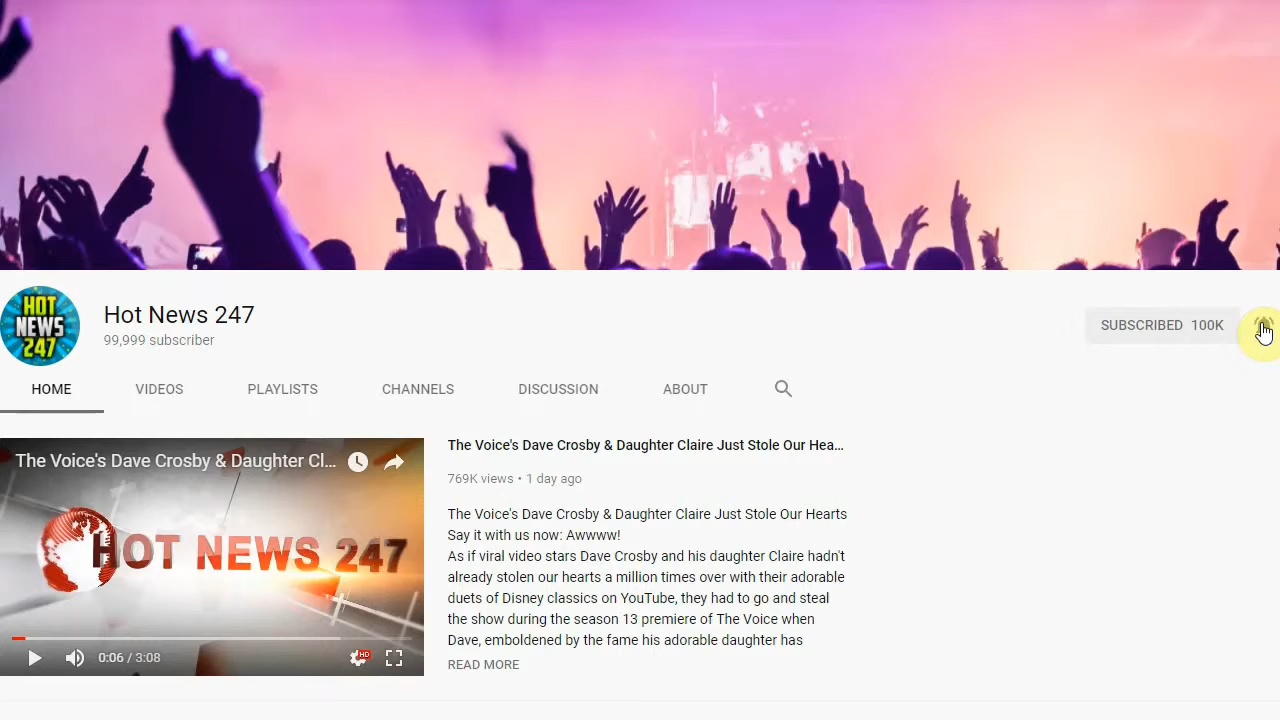 HOT
NEWS
247
Hot News 247
99,999 subscriber
SUBSCRIBED 100K
HOME VIDEOS PLAYLISTS CHANNELS DISCUSSION ABOUT
The Voice's Dave Crosby & Daughter Cl...
HOT NEWS 247
0:06 / 3:08
HD
The Voice's Dave Crosby & Daughter Claire Just Stole Our Hea...
769K views • 1 day ago
The Voice's Dave Crosby & Daughter Claire Just Stole Our Hearts
Say it with us now: Awwww!
As if viral video stars Dave Crosby and his daughter Claire hadn't
already stolen our hearts a million times over with their adorable
duets of Disney classics on YouTube, they had to go and steal
the show during the season 13 premiere of The Voice when
Dave, emboldened by the fame his adorable daughter has
READ MORE